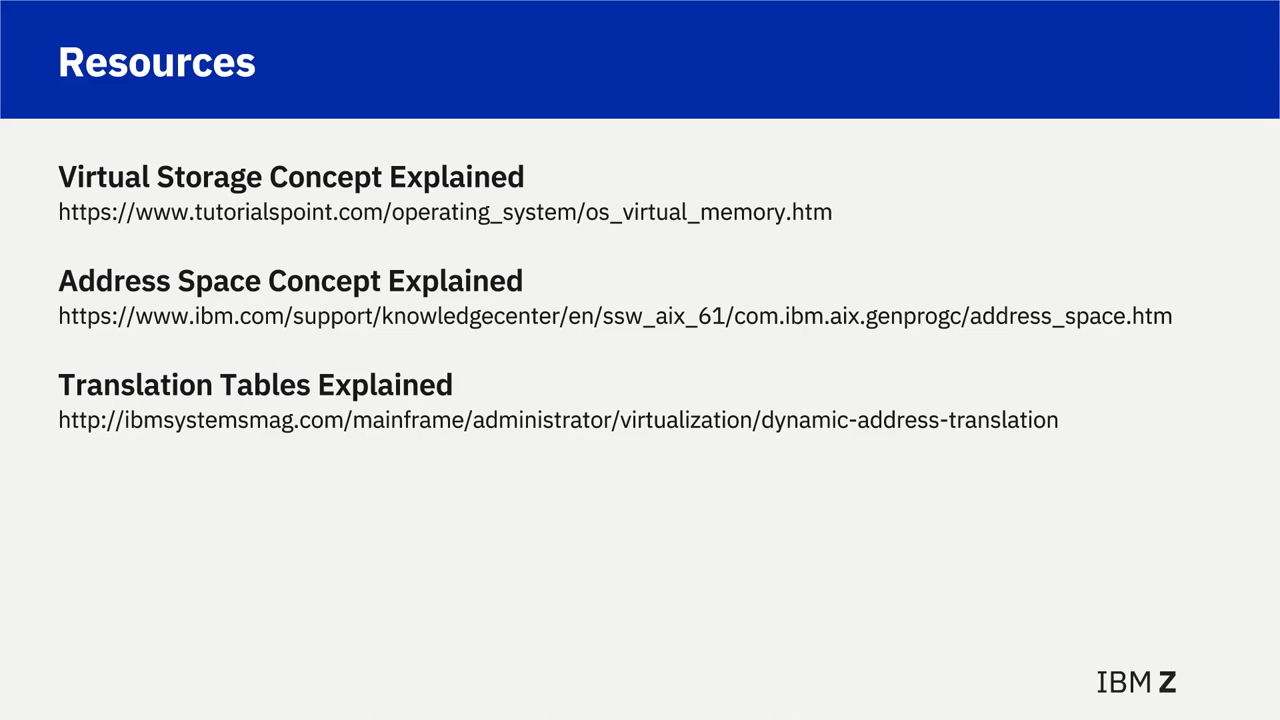 Resources
Virtual Storage Concept Explained
https://www.tutorialspoint.com/operating_system/os_virtual_memory.htm
Address Space Concept Explained
https://www.ibm.com/support/knowledgecenter/en/ssw_aix_61/com.ibm.aix.genprogc/address_space.htm
Translation Tables Explained
http://ibmsystemsmag.com/mainframe/administrator/virtualization/dynamic-address-translation
IBM Z